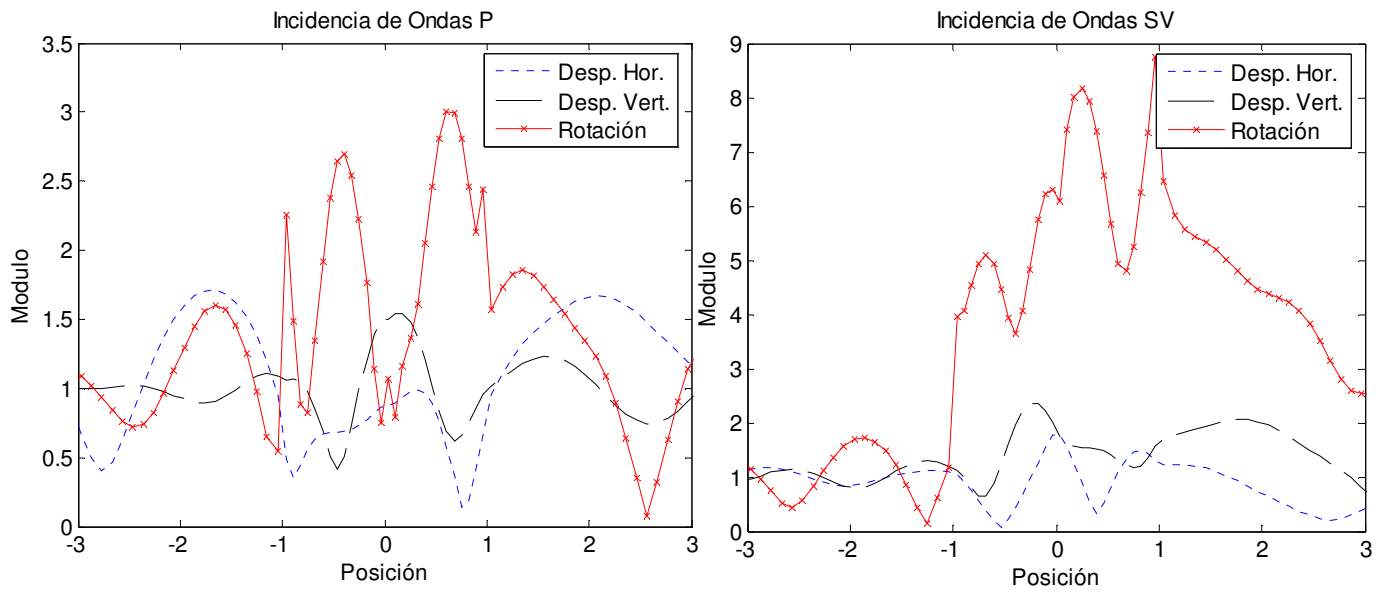 Incidencia de Ondas P
3.5
3
2.5
2
1.5
1
0.5
0
Modulo
-3
-2
-1
0
1
2
3
Posición
Desp. Hor.
Desp. Vert.
Rotación
Incidencia de Ondas SV
9
8
7
6
5
4
3
2
1
0
Modulo
-3
-2
-1
0
1
2
3
Posición
Desp. Hor.
Desp. Vert.
Rotación